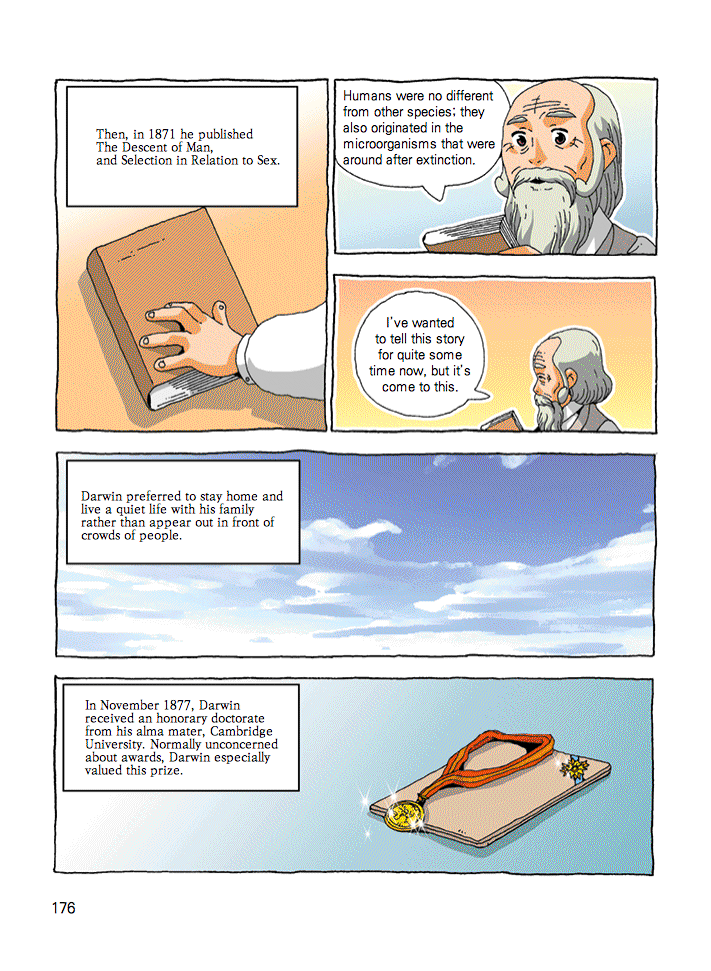 Then, in 1871 he published
The Descent of Man,
and Selection in Relation to Sex.
Humans were no different
from other species; they
also originated in the
microorganisms that were
around after extinction.
I've wanted
to tell this story
for quite some
time now, but it's
come to this.
Darwin preferred to stay home and
live a quiet life with his family
rather than appear out in front of
crowds of people.
In November 1877, Darwin
received an honorary doctorate
from his alma mater, Cambridge
University. Normally unconcerned
about awards, Darwin especially
valued this prize.
176